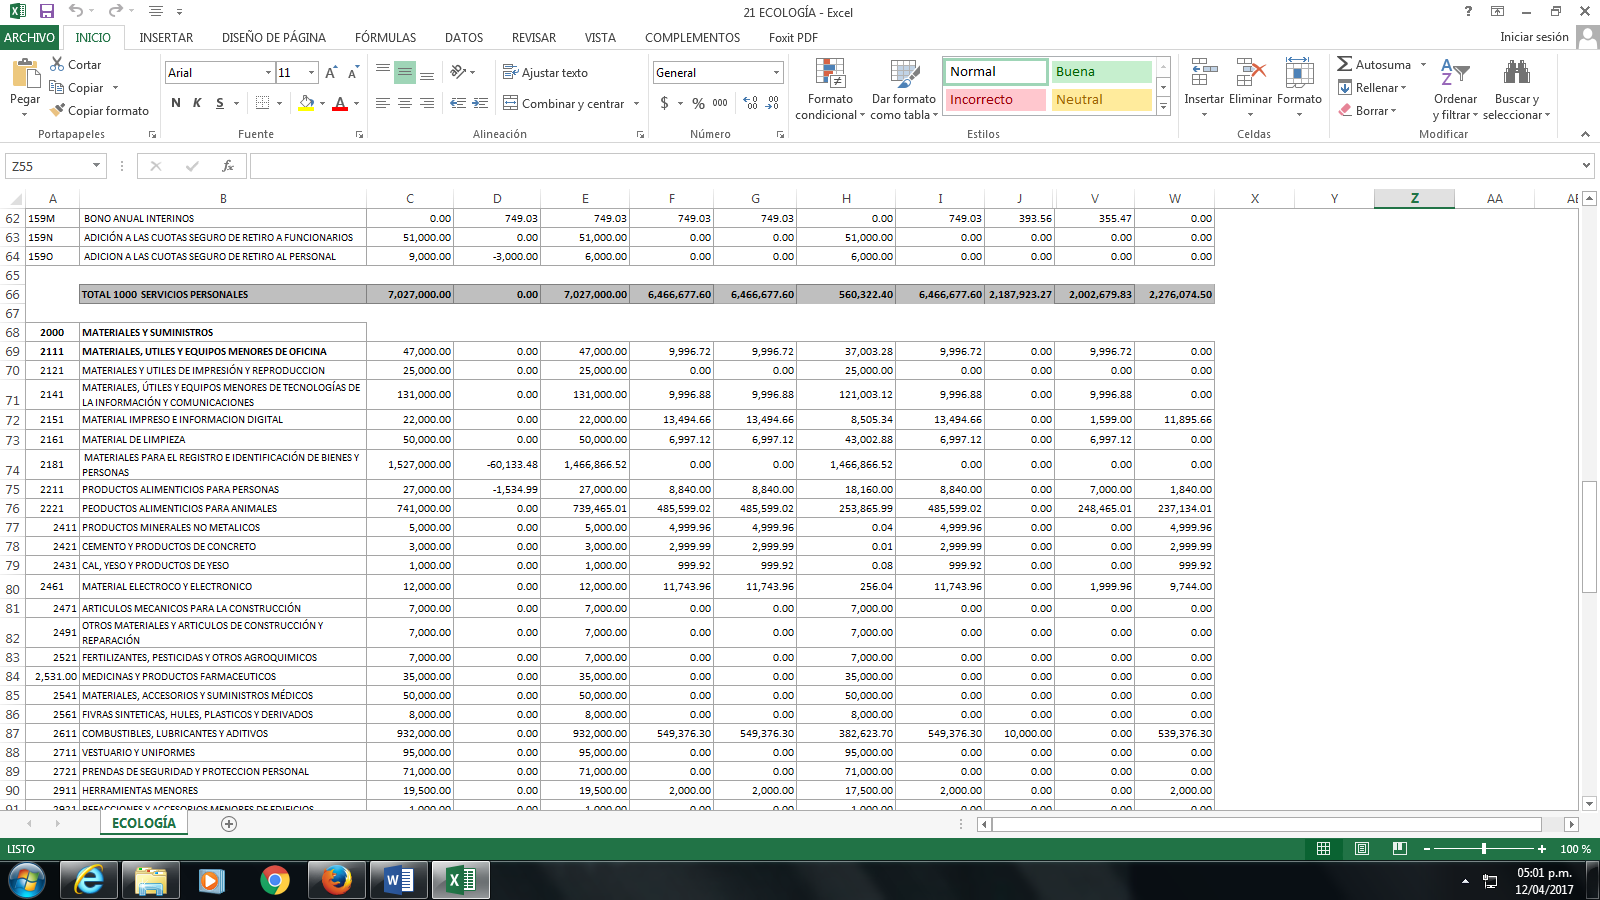 21 ECOLOGÍA - Excel
?
ARCHIVO INICIO INSERTAR DISEÑO DE PÁGINA FÓRMULAS DATOS REVISAR VISTA COMPLEMENTOS Foxit PDF Iniciar sesión
Pegar Cortar Copiar Copiar formato
Portapapeles
Arial 11 A A
N K S A
Fuente
Ajustar texto
Combinar y centrar
Alineación
General
$ % 000
Número
Formato condicional
Dar formato como tabla
Normal Buena
Incorrecto Neutral
Estilos
Insertar Eliminar Formato
Celdas
Autosuma
Rellenar
Borrar
Ordenar y filtrar
Buscar y seleccionar
Modificar
Z55 fx
A B C D E F G H I J V W X Y Z AA AE
62 159M BONO ANUAL INTERINOS 0.00 749.03 749.03 749.03 749.03 0.00 749.03 393.56 355.47 0.00
63 159N ADICIÓN A LAS CUOTAS SEGURO DE RETIRO A FUNCIONARIOS 51,000.00 0.00 51,000.00 0.00 0.00 51,000.00 0.00 0.00 0.00 0.00
64 159O ADICION A LAS CUOTAS SEGURO DE RETIRO AL PERSONAL 9,000.00 -3,000.00 6,000.00 0.00 0.00 6,000.00 0.00 0.00 0.00 0.00
65
66 TOTAL 1000 SERVICIOS PERSONALES 7,027,000.00 0.00 7,027,000.00 6,466,677.60 6,466,677.60 560,322.40 6,466,677.60 2,187,923.27 2,002,679.83 2,276,074.50
67
68 2000 MATERIALES Y SUMINISTROS
69 2111 MATERIALES, UTILES Y EQUIPOS MENORES DE OFICINA 47,000.00 0.00 47,000.00 9,996.72 9,996.72 37,003.28 9,996.72 0.00 9,996.72 0.00
70 2121 MATERIALES Y UTILES DE IMPRESIÓN Y REPRODUCCION 25,000.00 0.00 25,000.00 0.00 0.00 25,000.00 0.00 0.00 0.00 0.00
71 2141 MATERIALES, ÚTILES Y EQUIPOS MENORES DE TECNOLOGÍAS DE
LA INFORMACIÓN Y COMUNICACIONES 131,000.00 0.00 131,000.00 9,996.88 9,996.88 121,003.12 9,996.88 0.00 9,996.88 0.00
72 2151 MATERIAL IMPRESO E INFORMACION DIGITAL 22,000.00 0.00 22,000.00 13,494.66 13,494.66 8,505.34 13,494.66 0.00 1,599.00 11,895.66
73 2161 MATERIAL DE LIMPIEZA 50,000.00 0.00 50,000.00 6,997.12 6,997.12 43,002.88 6,997.12 0.00 6,997.12 0.00
74 2181 MATERIALES PARA EL REGISTRO E IDENTIFICACIÓN DE BIENES Y
PERSONAS 1,527,000.00 -60,133.48 1,466,866.52 0.00 0.00 1,466,866.52 0.00 0.00 0.00 0.00
75 2211 PRODUCTOS ALIMENTICIOS PARA PERSONAS 27,000.00 -1,534.99 27,000.00 8,840.00 8,840.00 18,160.00 8,840.00 0.00 7,000.00 1,840.00
76 2221 PEODUCTOS ALIMENTICIOS PARA ANIMALES 741,000.00 0.00 739,465.01 485,599.02 485,599.02 253,865.99 485,599.02 0.00 248,465.01 237,134.01
77 2411 PRODUCTOS MINERALES NO METALICOS 5,000.00 0.00 5,000.00 4,999.96 4,999.96 0.04 4,999.96 0.00 0.00 4,999.96
78 2421 CEMENTO Y PRODUCTOS DE CONCRETO 3,000.00 0.00 3,000.00 2,999.99 2,999.99 0.01 2,999.99 0.00 0.00 2,999.99
79 2431 CAL, YESO Y PRODUCTOS DE YESO 1,000.00 0.00 1,000.00 999.92 999.92 0.08 999.92 0.00 0.00 999.92
80 2461 MATERIAL ELECTROCO Y ELECTRONICO 12,000.00 0.00 12,000.00 11,743.96 11,743.96 256.04 11,743.96 0.00 1,999.96 9,744.00
81 2471 ARTICULOS MECANICOS PARA LA CONSTRUCCIÓN 7,000.00 0.00 7,000.00 0.00 0.00 7,000.00 0.00 0.00 0.00 0.00
82 2491 OTROS MATERIALES Y ARTICULOS DE CONSTRUCCIÓN Y
REPARACIÓN 7,000.00 0.00 7,000.00 0.00 0.00 7,000.00 0.00 0.00 0.00 0.00
83 2521 FERTILIZANTES, PESTICIDAS Y OTROS AGROQUIMICOS 7,000.00 0.00 7,000.00 0.00 0.00 7,000.00 0.00 0.00 0.00 0.00
84 2,531.00 MEDICINAS Y PRODUCTOS FARMACEUTICOS 35,000.00 0.00 35,000.00 0.00 0.00 35,000.00 0.00 0.00 0.00 0.00
85 2541 MATERIALES, ACCESORIOS Y SUMINISTROS MÉDICOS 50,000.00 0.00 50,000.00 0.00 0.00 50,000.00 0.00 0.00 0.00 0.00
86 2561 FIVRAS SINTETICAS, HULES, PLASTICOS Y DERIVADOS 8,000.00 0.00 8,000.00 0.00 0.00 8,000.00 0.00 0.00 0.00 0.00
87 2611 COMBUSTIBLES, LUBRICANTES Y ADITIVOS 932,000.00 0.00 932,000.00 549,376.30 549,376.30 382,623.70 549,376.30 10,000.00 0.00 539,376.30
88 2711 VESTUARIO Y UNIFORMES 95,000.00 0.00 95,000.00 0.00 0.00 95,000.00 0.00 0.00 0.00 0.00
89 2721 PRENDAS DE SEGURIDAD Y PROTECCION PERSONAL 71,000.00 0.00 71,000.00 0.00 0.00 71,000.00 0.00 0.00 0.00 0.00
90 2911 HERRAMIENTAS MENORES 19,500.00 0.00 19,500.00 2,000.00 2,000.00 17,500.00 2,000.00 0.00 0.00 2,000.00
91 2921 REFACCIONES Y ACCESORIOS MENORES DE EDIFICIOS 1,000.00 0.00 1,000.00 0.00 0.00 1,000.00 0.00 0.00 0.00 0.00
ECOLOGÍA
LISTO 100 %
05:01 p.m.
12/04/2017